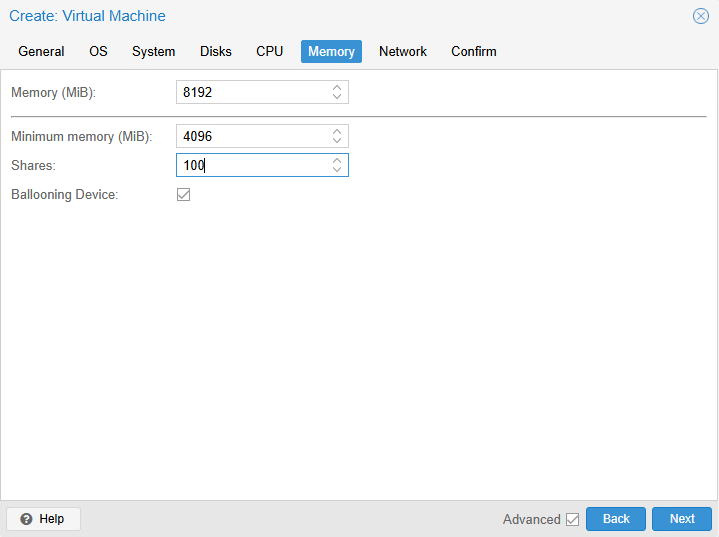 Create: Virtual Machine
General OS System Disks CPU Memory Network Confirm
Memory (MiB): 8192
Minimum memory (MiB): 4096
Shares: 100
Ballooning Device:
Help Advanced Back Next